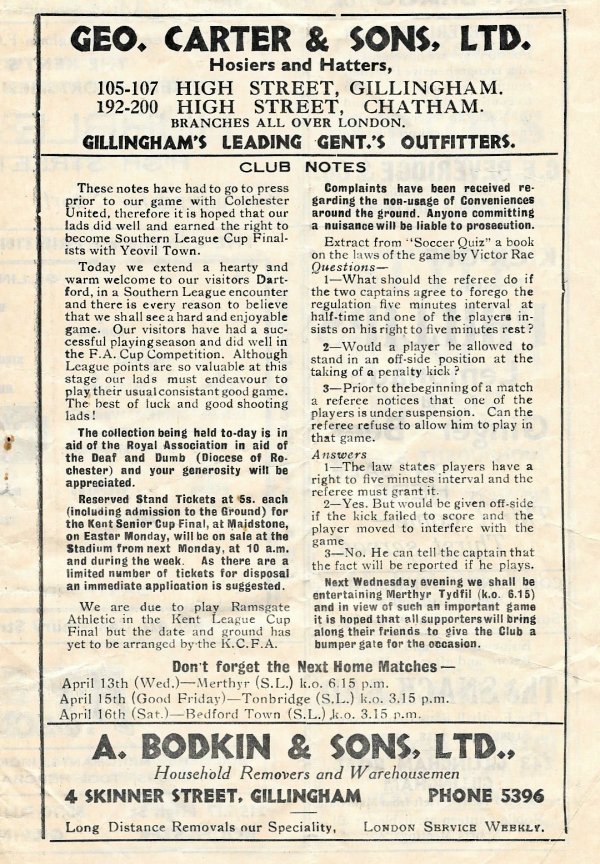 GEO. CARTER & SONS, LTD.
Hosiers and Hatters,
105-107 HIGH STREET, GILLINGHAM.
192-200 HIGH STREET, CHATHAM.
BRANCHES ALL OVER LONDON.
GILLINGHAM'S LEADING GENT.'S OUTFITTERS.
CLUB NOTES
These notes have had to go to press
prior to our game with Colchester
United, therefore it is hoped that our
lads did well and earned the right to
become Southern League Cup Final-
ists with Yeovil Town.
Today we extend a hearty and
warm welcome to our visitors Dart-
ford, in a Southern League encounter
and there is every reason to believe
that we shall see a hard and enjoyable
game. Our visitors have had a suc-
cessful playing season and did well in
the F.A. Cup Competition. Although
League points are so valuable at this
stage our lads must endeavour to
play their usual consistant good game.
The best of luck and good shooting
lads!
The collection being held to-day is in
aid of the Royal Association in aid of
the Deaf and Dumb (Diocese of Ro-
chester) and your generosity will be
appreciated.
Reserved Stand Tickets at 5s. each
(including admission to the Ground) for
the Kent Senior Cup Final, at Maidstone,
on Easter Monday, will be on sale at the
Stadium from next Monday, at 10 a.m.
and during the week. As there are a
limited number of tickets for disposal
an immediate application is suggested.
We are due to play Ramsgate
Athletic in the Kent League Cup
Final but the date and ground has
yet to be arranged by the K.C.F.A.
Complaints have been received re-
garding the non-usage of Conveniences
around the ground. Anyone committing
a nuisance will be liable to prosecution.
Extract from "Soccer Quiz" a book
on the laws of the game by Victor Rae
Questions—
1—What should the referee do if
the two captains agree to forego the
regulation five minutes interval at
half-time and one of the players in-
sists on his right to five minutes rest?
2—Would a player be allowed to
stand in an off-side position at the
taking of a penalty kick?
3—Prior to thebeginning of a match
a referee notices that one of the
players is under suspension. Can the
referee refuse to allow him to play in
that game.
Answers
1—The law states players have a
right to five minutes interval and the
referee must grant it.
2—Yes. But would be given off-side
if the kick failed to score and the
player moved to interfere with the
game
3—No. He can tell the captain that
the fact will be reported if he plays.
Next Wednesday evening we shall be
entertaining Merthyr Tydfil (k.o. 6.15)
and in view of such an important game
it is hoped that all supporters will bring
along their friends to give the Club a
bumper gate for the occasion.
Don't forget the Next Home Matches—
April 13th (Wed.)—Merthyr (S.L.) k.o. 6.15 p.m.
April 15th (Good Friday)—Tonbridge (S.L.) k.o. 3.15 p.m.
April 16th (Sat.)—Bedford Town (S.L.) k.o. 3.15 p.m.
A. BODKIN & SONS, LTD.,
Household Removers and Warehousemen
4 SKINNER STREET, GILLINGHAM PHONE 5396
Long Distance Removals our Speciality, LONDON SERVICE WEEKLY.